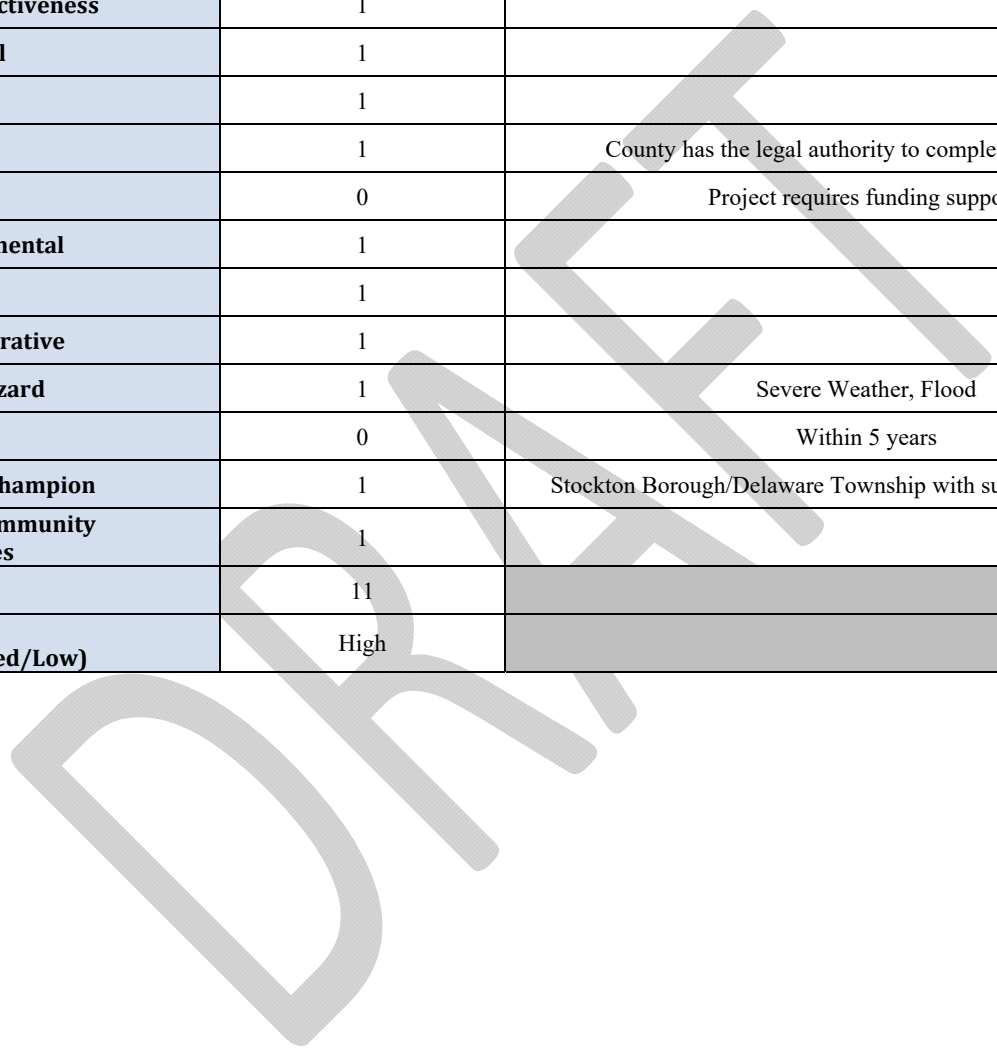 ctiveness 1
l 1
1
1 County has the legal authority to comple
0 Project requires funding suppo
nental 1
1
rative 1
zard 1 Severe Weather, Flood
0 Within 5 years
hampion 1 Stockton Borough/Delaware Township with su
mmunity
es 1
11
ed/Low) High
DRAFT